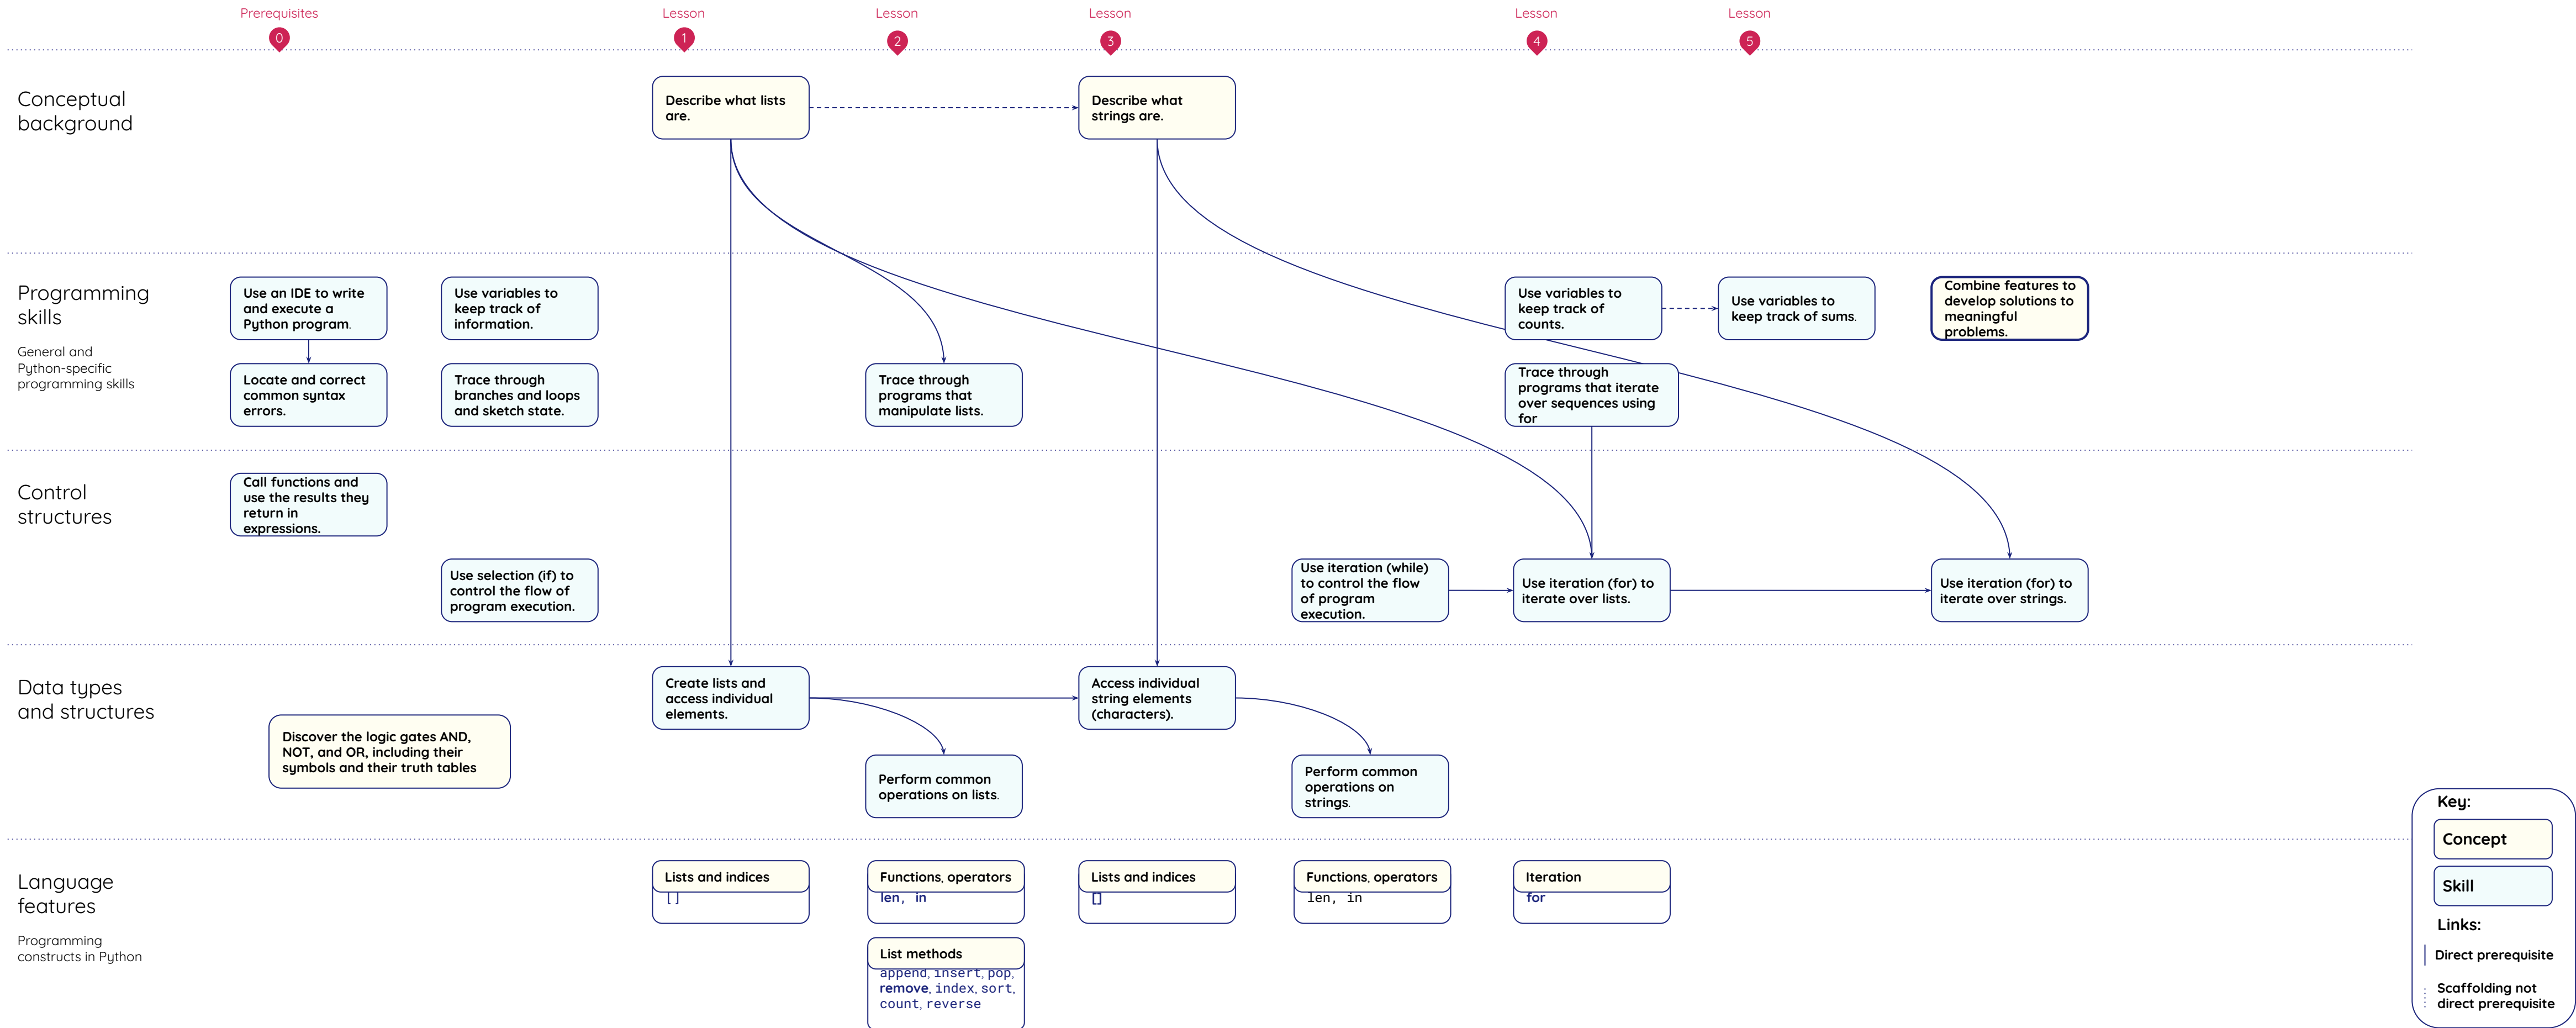 Prerequisites
0
Lesson
1
Lesson
2
Lesson
3
Lesson
4
Lesson
5
Conceptual
background
Describe what lists
are.
Describe what
strings are.
Programming
skills
General and
Python-specific
programming skills
Use an IDE to write
and execute a
Python program.
Use variables to
keep track of
information.
Use variables to
keep track of
counts.
Use variables to
keep track of sums.
Combine features to
develop solutions to
meaningful
problems.
Locate and correct
common syntax
errors.
Trace through
branches and loops
and sketch state.
Trace through
programs that
manipulate lists.
Trace through
programs that iterate
over sequences using
for
Control
structures
Call functions and
use the results they
return in
expressions.
Use selection (if) to
control the flow of
program execution.
Use iteration (while)
to control the flow
of program
execution.
Use iteration (for) to
iterate over lists.
Use iteration (for) to
iterate over strings.
Data types
and structures
Discover the logic gates AND,
NOT, and OR, including their
symbols and their truth tables
Create lists and
access individual
elements.
Access individual
string elements
(characters).
Perform common
operations on lists.
Perform common
operations on
strings.
Language
features
Programming
constructs in Python
Lists and indices
[]
Functions, operators
len, in
Lists and indices
[]
Functions, operators
len, in
Iteration
for
List methods
append, insert, pop,
remove, index, sort,
count, reverse
Key:
Concept
Skill
Links:
Direct prerequisite
Scaffolding not
direct prerequisite